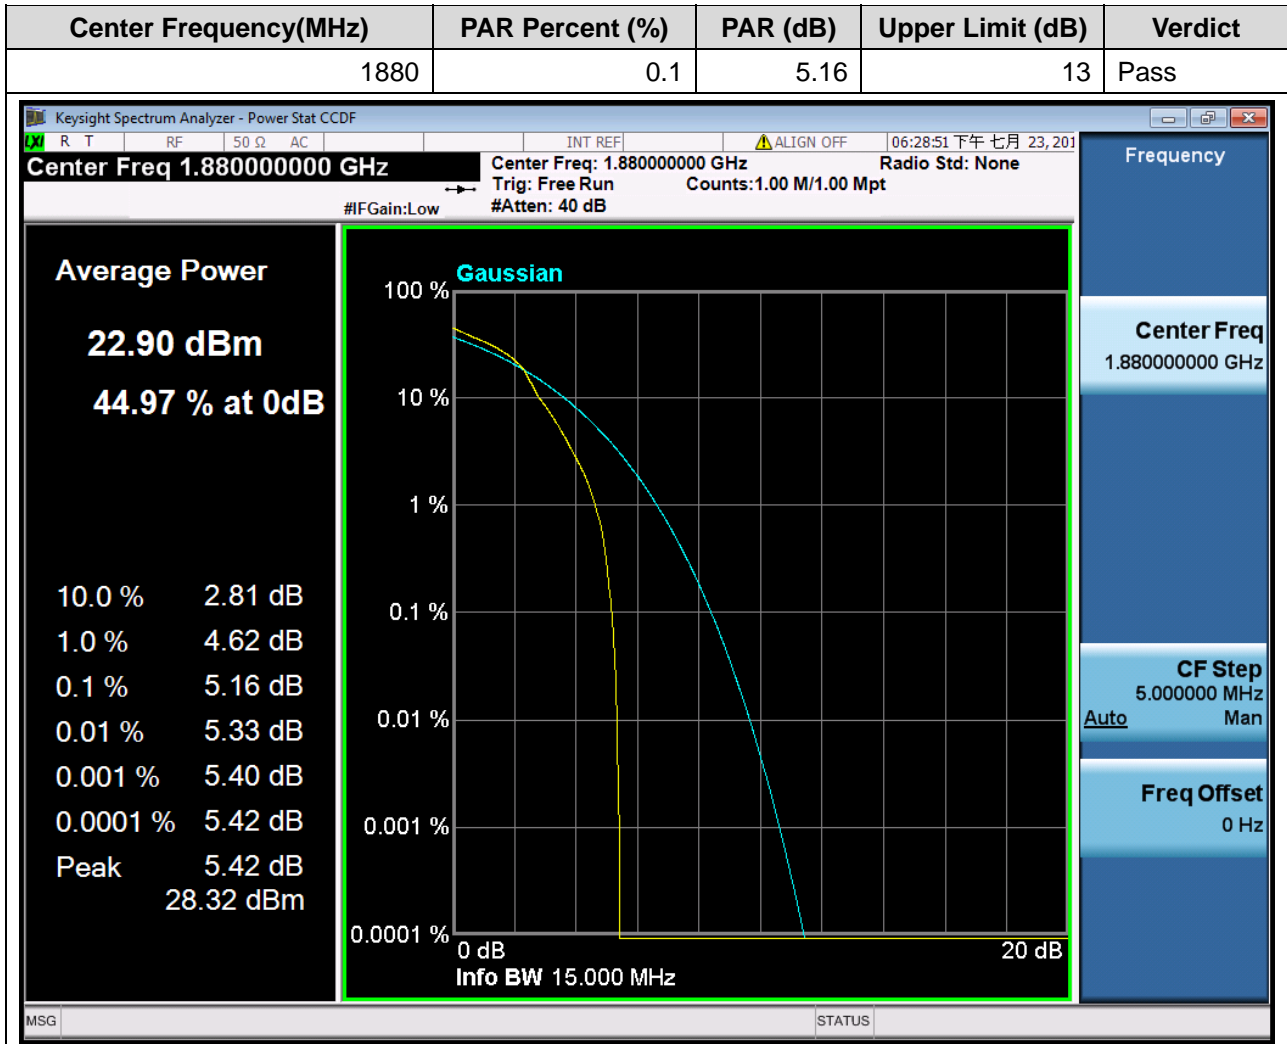 Center Frequency(MHz) PAR Percent (%) PAR (dB) Upper Limit (dB) Verdict
1880 0.1 5.16 13 Pass
Keysight Spectrum Analyzer - Power Stat CCDF
LXI R T RF 50 Ω AC INT REF ALIGN OFF 06:28:51 下午 七月 23, 201
Center Freq 1.880000000 GHz
Center Freq: 1.880000000 GHz Radio Std: None
Trig: Free Run Counts:1.00 M/1.00 Mpt
#IFGain:Low #Atten: 40 dB
Average Power
22.90 dBm
44.97 % at 0dB
10.0 % 2.81 dB
1.0 % 4.62 dB
0.1 % 5.16 dB
0.01 % 5.33 dB
0.001 % 5.40 dB
0.0001 % 5.42 dB
Peak 5.42 dB
28.32 dBm
Gaussian
100 %
10 %
1 %
0.1 %
0.01 %
0.001 %
0.0001 %
0 dB 20 dB
Info BW 15.000 MHz
Frequency
Center Freq
1.880000000 GHz
CF Step
5.000000 MHz
Auto Man
Freq Offset
0 Hz
MSG STATUS